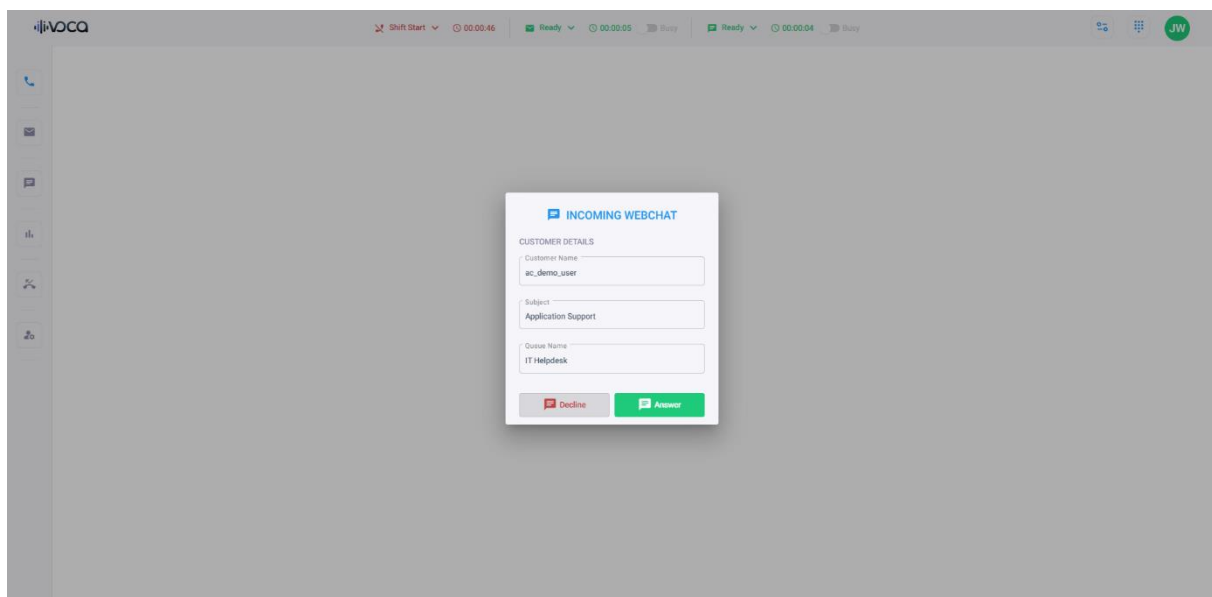 VOCA
Shift Start 00:00:46 Ready 00:00:05 Busy Ready 00:00:04 Busy JW
INCOMING WEBCHAT
CUSTOMER DETAILS
Customer Name
ac_demo_user
Subject
Application Support
Queue Name
IT Helpdesk
Decline Answer